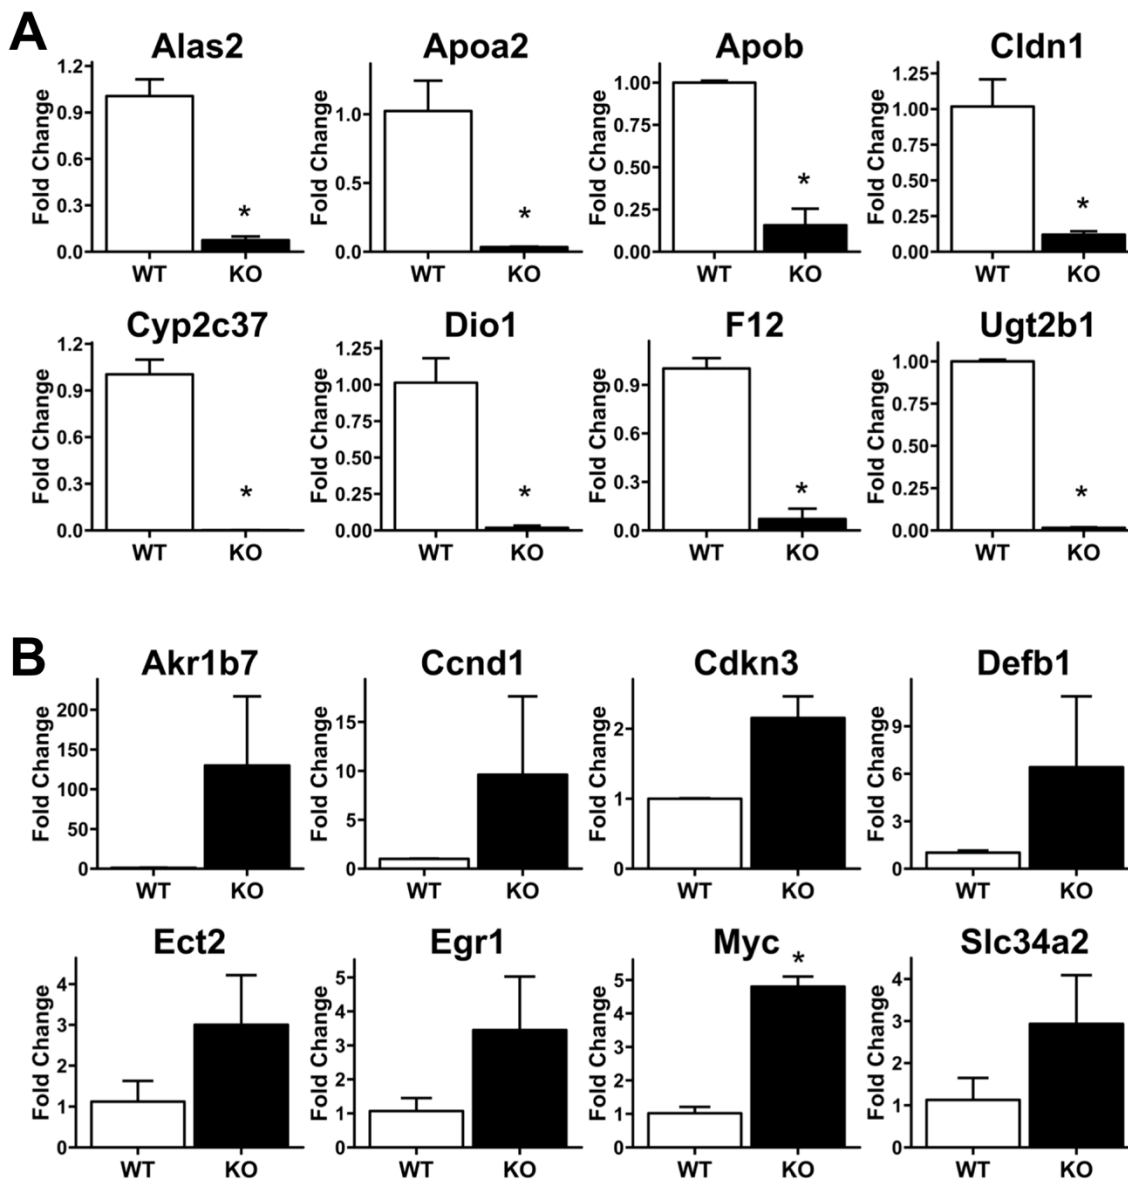 A
Alas2 Apoa2 Apob Cldn1
Fold Change 1.2 0.9 0.6 0.3 0.0 * WT KO
Fold Change 1.0 0.5 0.0 * WT KO
Fold Change 1.00 0.75 0.50 0.25 0.00 * WT KO
Fold Change 1.25 1.00 0.75 0.50 0.25 0.00 * WT KO
Cyp2c37 Dio1 F12 Ugt2b1
Fold Change 1.2 0.9 0.6 0.3 0.0 * WT KO
Fold Change 1.25 1.00 0.75 0.50 0.25 0.00 * WT KO
Fold Change 0.9 0.6 0.3 0.0 * WT KO
Fold Change 1.00 0.75 0.50 0.25 0.00 * WT KO
B
Akr1b7 Ccnd1 Cdkn3 Defb1
Fold Change 200 150 100 50 0 WT KO
Fold Change 15 10 5 0 WT KO
Fold Change 2 1 0 WT KO
Fold Change 9 6 3 0 WT KO
Ect2 Egr1 Myc Slc34a2
Fold Change 4 3 2 1 0 WT KO
Fold Change 5 4 3 2 1 0 WT KO
Fold Change 5 4 3 2 1 0 * WT KO
Fold Change 4 3 2 1 0 WT KO